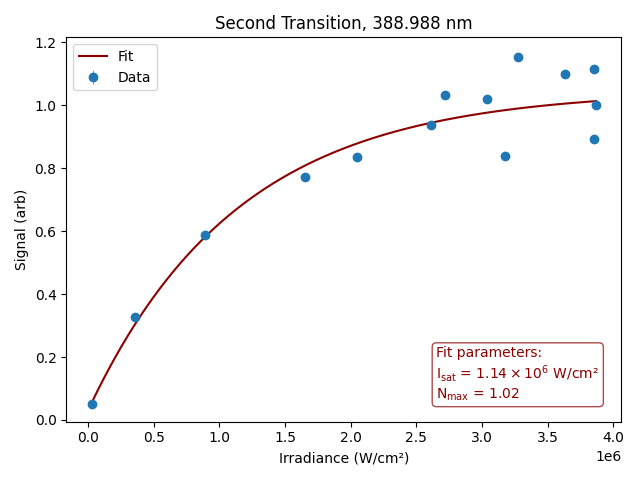 Second Transition, 388.988 nm
Fit
Data
Signal (arb)
1.2
1.0
0.8
0.6
0.4
0.2
0.0
Fit parameters:
I_sat = 1.14 × 10^6 W/cm²
N_max = 1.02
0.0 0.5 1.0 1.5 2.0 2.5 3.0 3.5 4.0
1e6
Irradiance (W/cm²)